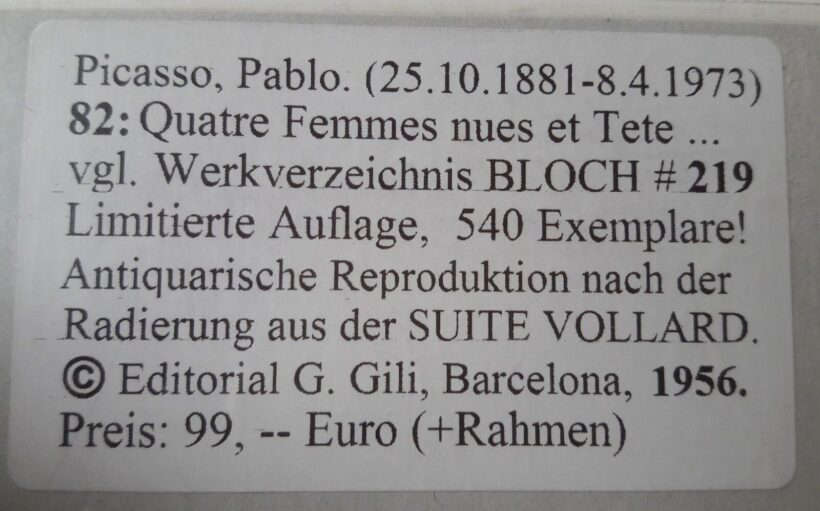 Picasso, Pablo. (25.10.1881-8.4.1973)
82: Quatre Femmes nues et Tete ...
vgl. Werkverzeichnis BLOCH # 219
Limitierte Auflage, 540 Exemplare!
Antiquarische Reproduktion nach der
Radierung aus der SUITE VOLLARD.
© Editorial G. Gili, Barcelona, 1956.
Preis: 99, -- Euro (+Rahmen)